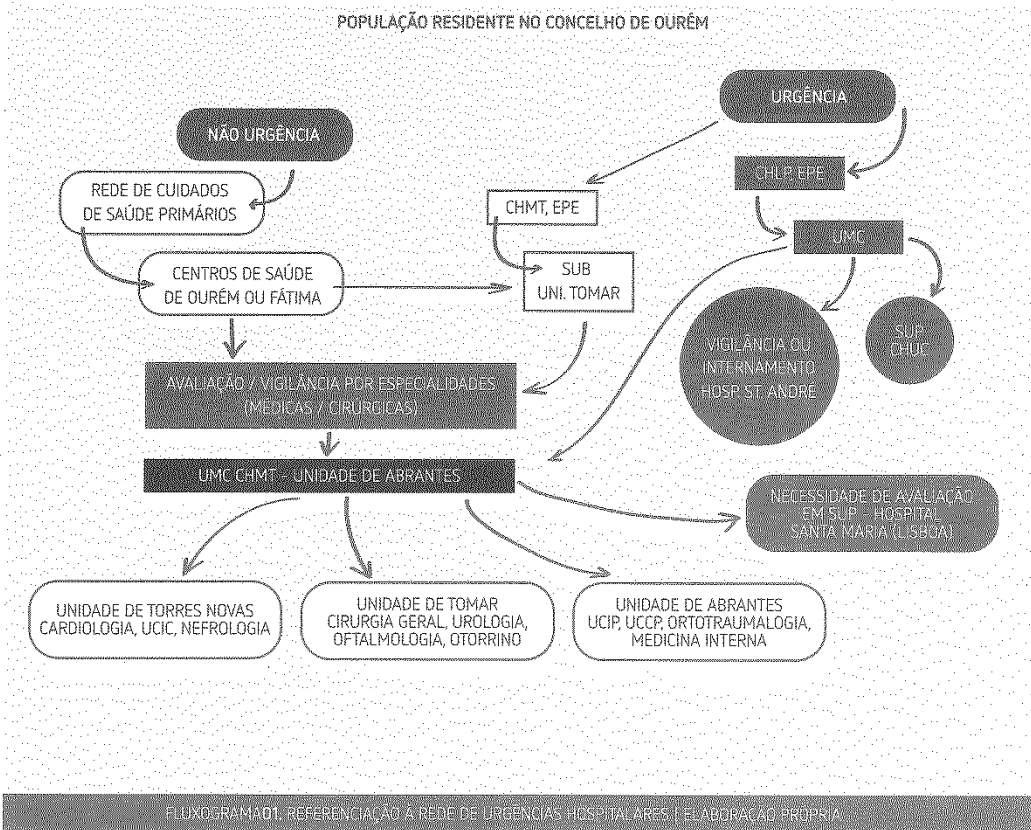 POPULAÇÃO RESIDENTE NO CONCELHO DE OURÉM
URGÊNCIA
NÃO URGÊNCIA
CHLP, EPE
REDE DE CUIDADOS
DE SAÚDE PRIMÁRIOS
CHMT, EPE
UMC
CENTROS DE SAÚDE
DE OURÉM OU FÁTIMA
SUB
UNI. TOMAR
VIGILÂNCIA OU
INTERNAMENTO
HOSP ST. ANDRÉ
SUP
CHUC
AVALIAÇÃO / VIGILÂNCIA POR ESPECIALIDADES
(MÉDICAS / CIRÚRGICAS)
UMC CHMT - UNIDADE DE ABRANTES
NECESSIDADE DE AVALIAÇÃO
EM SUP - HOSPITAL
SANTA MARIA (LISBOA)
UNIDADE DE TORRES NOVAS
CARDIOLOGIA, UCIC, NEFROLOGIA
UNIDADE DE TOMAR
CIRURGIA GERAL, UROLOGIA,
OFTALMOLOGIA, OTORRINO
UNIDADE DE ABRANTES
UCIP, UCCP, ORTOTRAUMALOGIA,
MEDICINA INTERNA
FLUXOGRAMA01. REFERENCIAÇÃO À REDE DE URGÊNCIAS HOSPITALARES | ELABORAÇÃO PRÓPRIA